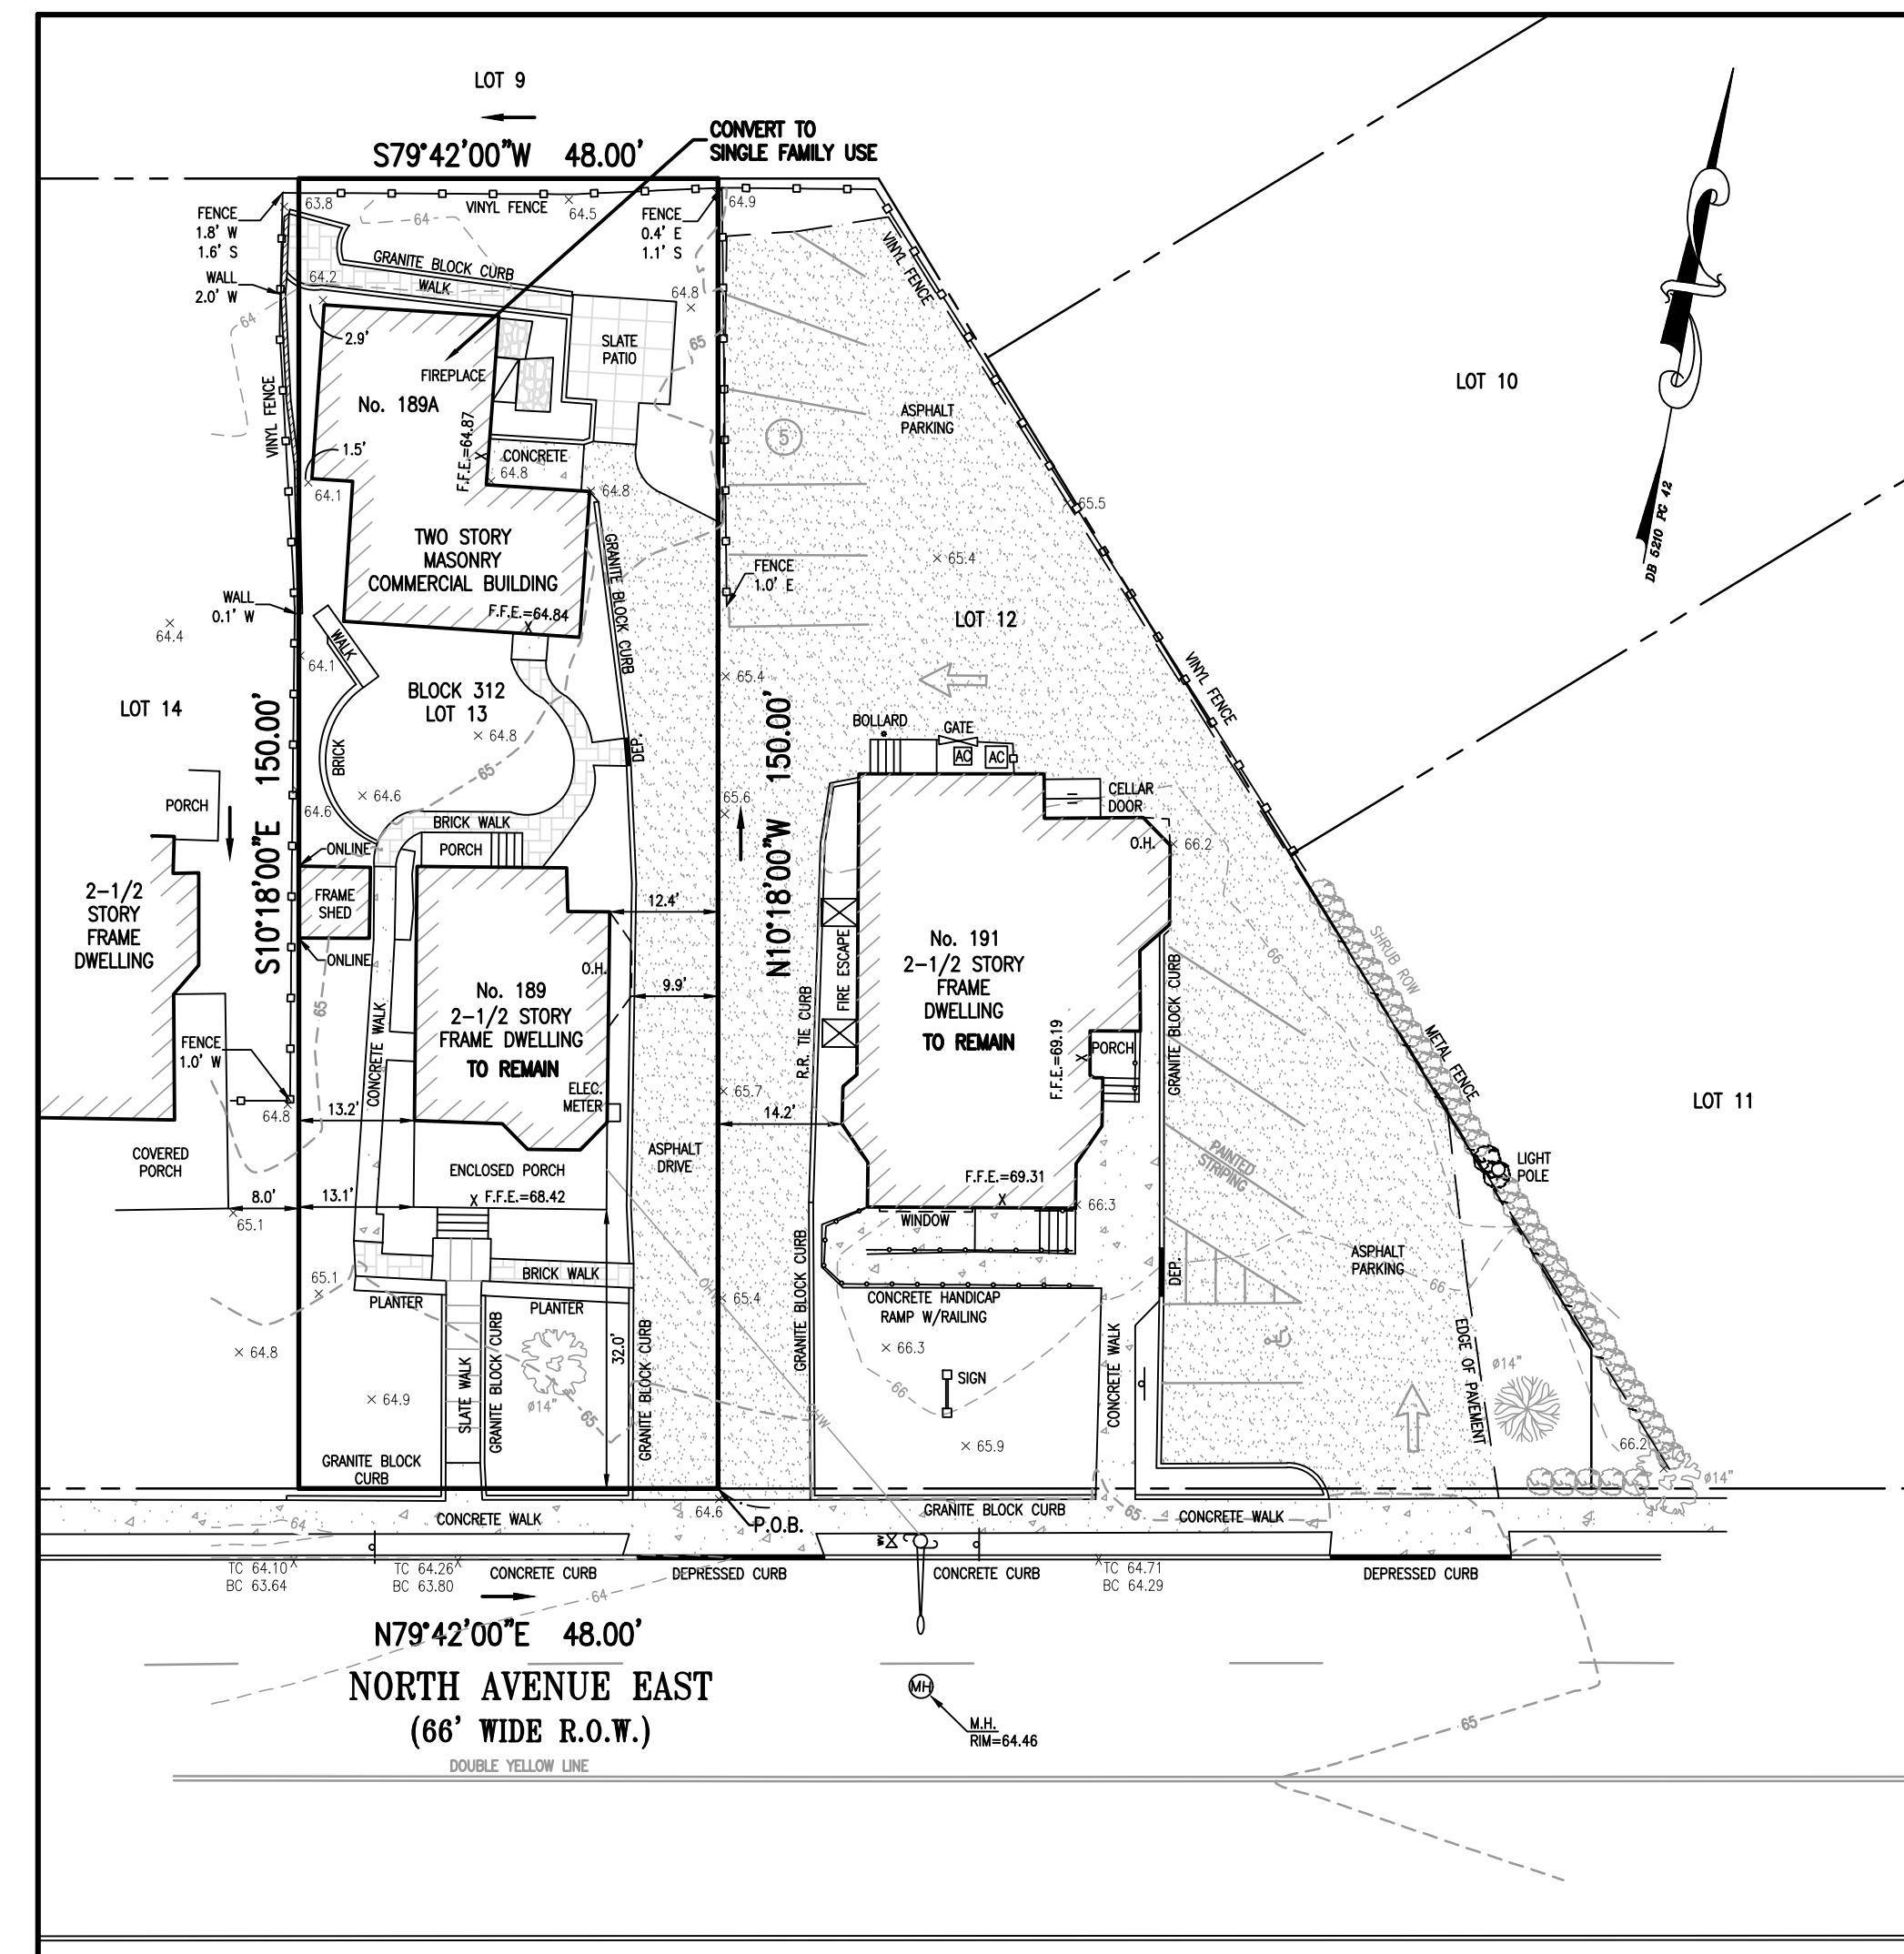 LOT 9
S79°42'00"W 48.00'
CONVERT TO
SINGLE FAMILY USE
FENCE
1.8' W
1.6' S
63.8
64
VINYL FENCE
64.5
FENCE
0.4' E
1.1' S
64.9
WALL
2.0' W
GRANITE BLOCK CURB
WALK
64.2
64
64.8
65
VINYL FENCE
2.9'
SLATE
PATIO
FIREPLACE
No. 189A
F.F.E.=64.87
VINYL FENCE
1.5'
64.1
CONCRETE
64.8
64.8
5
ASPHALT
PARKING
LOT 10
DB 5210 PG 42
65.5
65.4
TWO STORY
MASONRY
COMMERCIAL BUILDING
F.F.E.=64.84
GRANITE BLOCK CURB
FENCE
1.0' E
WALL
0.1' W
64.4
64.1
WALK
LOT 12
65.4
VINYL FENCE
LOT 14
BLOCK 312
LOT 13
64.8
DEP.
BRICK
65
64.6
64.6
S10°18'00"E 150.00'
N10°18'00"W 150.00'
BOLLARD
GATE
AC
AC
65.6
CELLAR
DOOR
O.H.
66.2
PORCH
BRICK WALK
PORCH
ONLINE
FRAME
SHED
ONLINE
2-1/2
STORY
FRAME
DWELLING
12.4'
9.9'
O.H.
No. 189
2-1/2 STORY
FRAME DWELLING
TO REMAIN
ELEC.
METER
65
CONCRETE WALK
FENCE
1.0' W
64.8
13.2'
R.R. TIE CURB
FIRE ESCAPE
No. 191
2-1/2 STORY
FRAME
DWELLING
TO REMAIN
F.F.E.=69.19
PORCH
GRANITE BLOCK CURB
66
SHRUB ROW
METAL FENCE
LOT 11
65.7
14.2'
COVERED
PORCH
8.0'
65.1
13.1'
ENCLOSED PORCH
F.F.E.=68.42
ASPHALT
DRIVE
F.F.E.=69.31
66.3
PAINTED
STRIPING
LIGHT
POLE
WINDOW
65.1
BRICK WALK
PLANTER
PLANTER
OHW
65.4
CONCRETE HANDICAP
RAMP W/RAILING
DEP.
ASPHALT
PARKING
66
64.8
64.9
SLATE WALK
GRANITE BLOCK CURB
ø14"
65
32.0'
GRANITE BLOCK CURB
GRANITE BLOCK CURB
OHW
66.3
SIGN
66
65.9
CONCRETE WALK
EDGE OF PAVEMENT
ø14"
66.2
ø14"
GRANITE BLOCK
CURB
64
CONCRETE WALK
64.6
P.O.B.
W
GRANITE BLOCK CURB
65
CONCRETE WALK
TC 64.10
BC 63.64
TC 64.26
BC 63.80
CONCRETE CURB
DEPRESSED CURB
CONCRETE CURB
TC 64.71
BC 64.29
DEPRESSED CURB
64
N79°42'00"E 48.00'
NORTH AVENUE EAST
(66' WIDE R.O.W.)
MH
M.H.
RIM=64.46
65
DOUBLE YELLOW LINE